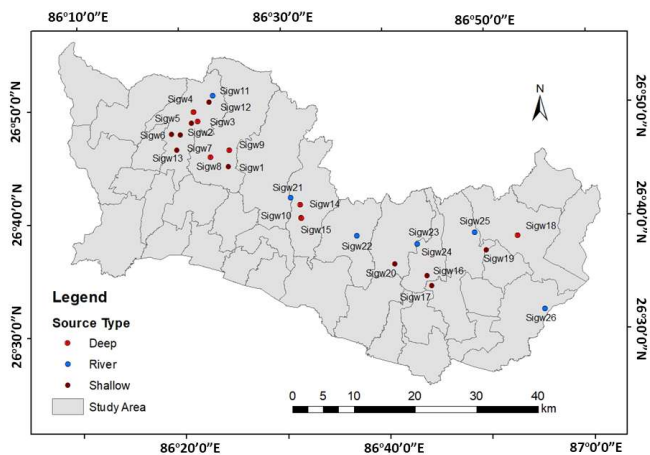 86°10'0"E 86°30'0"E 86°50'0"E
26°50'0"N
26°40'0"N
26°30'0"N
26°50'0"N
26°40'0"N
26°30'0"N
N
Sigw11
Sigw4
Sigw12
Sigw5
Sigw3
Sigw6
Sigw2
Sigw7
Sigw9
Sigw13
Sigw8
Sigw1
Sigw21
Sigw14
Sigw10
Sigw15
Sigw22
Sigw23
Sigw25
Sigw18
Sigw24
Sigw19
Sigw20
Sigw16
Sigw17
Sigw26
Legend
Source Type
Deep
River
Shallow
Study Area
0 5 10 20 30 40
km
86°20'0"E 86°40'0"E 87°0'0"E